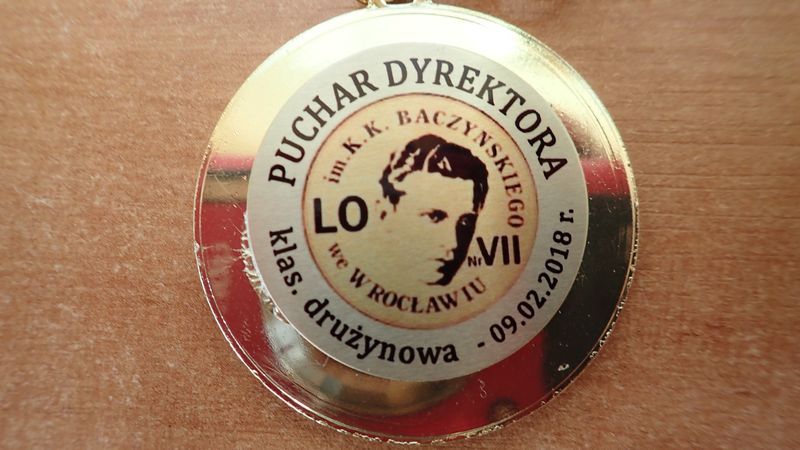 PUCHAR DYREKTORA
im. K.K. BACZYŃSKIEGO
LO
Nr VII
we WROCŁAWIU
klas. drużynowa - 09.02.2018 r.